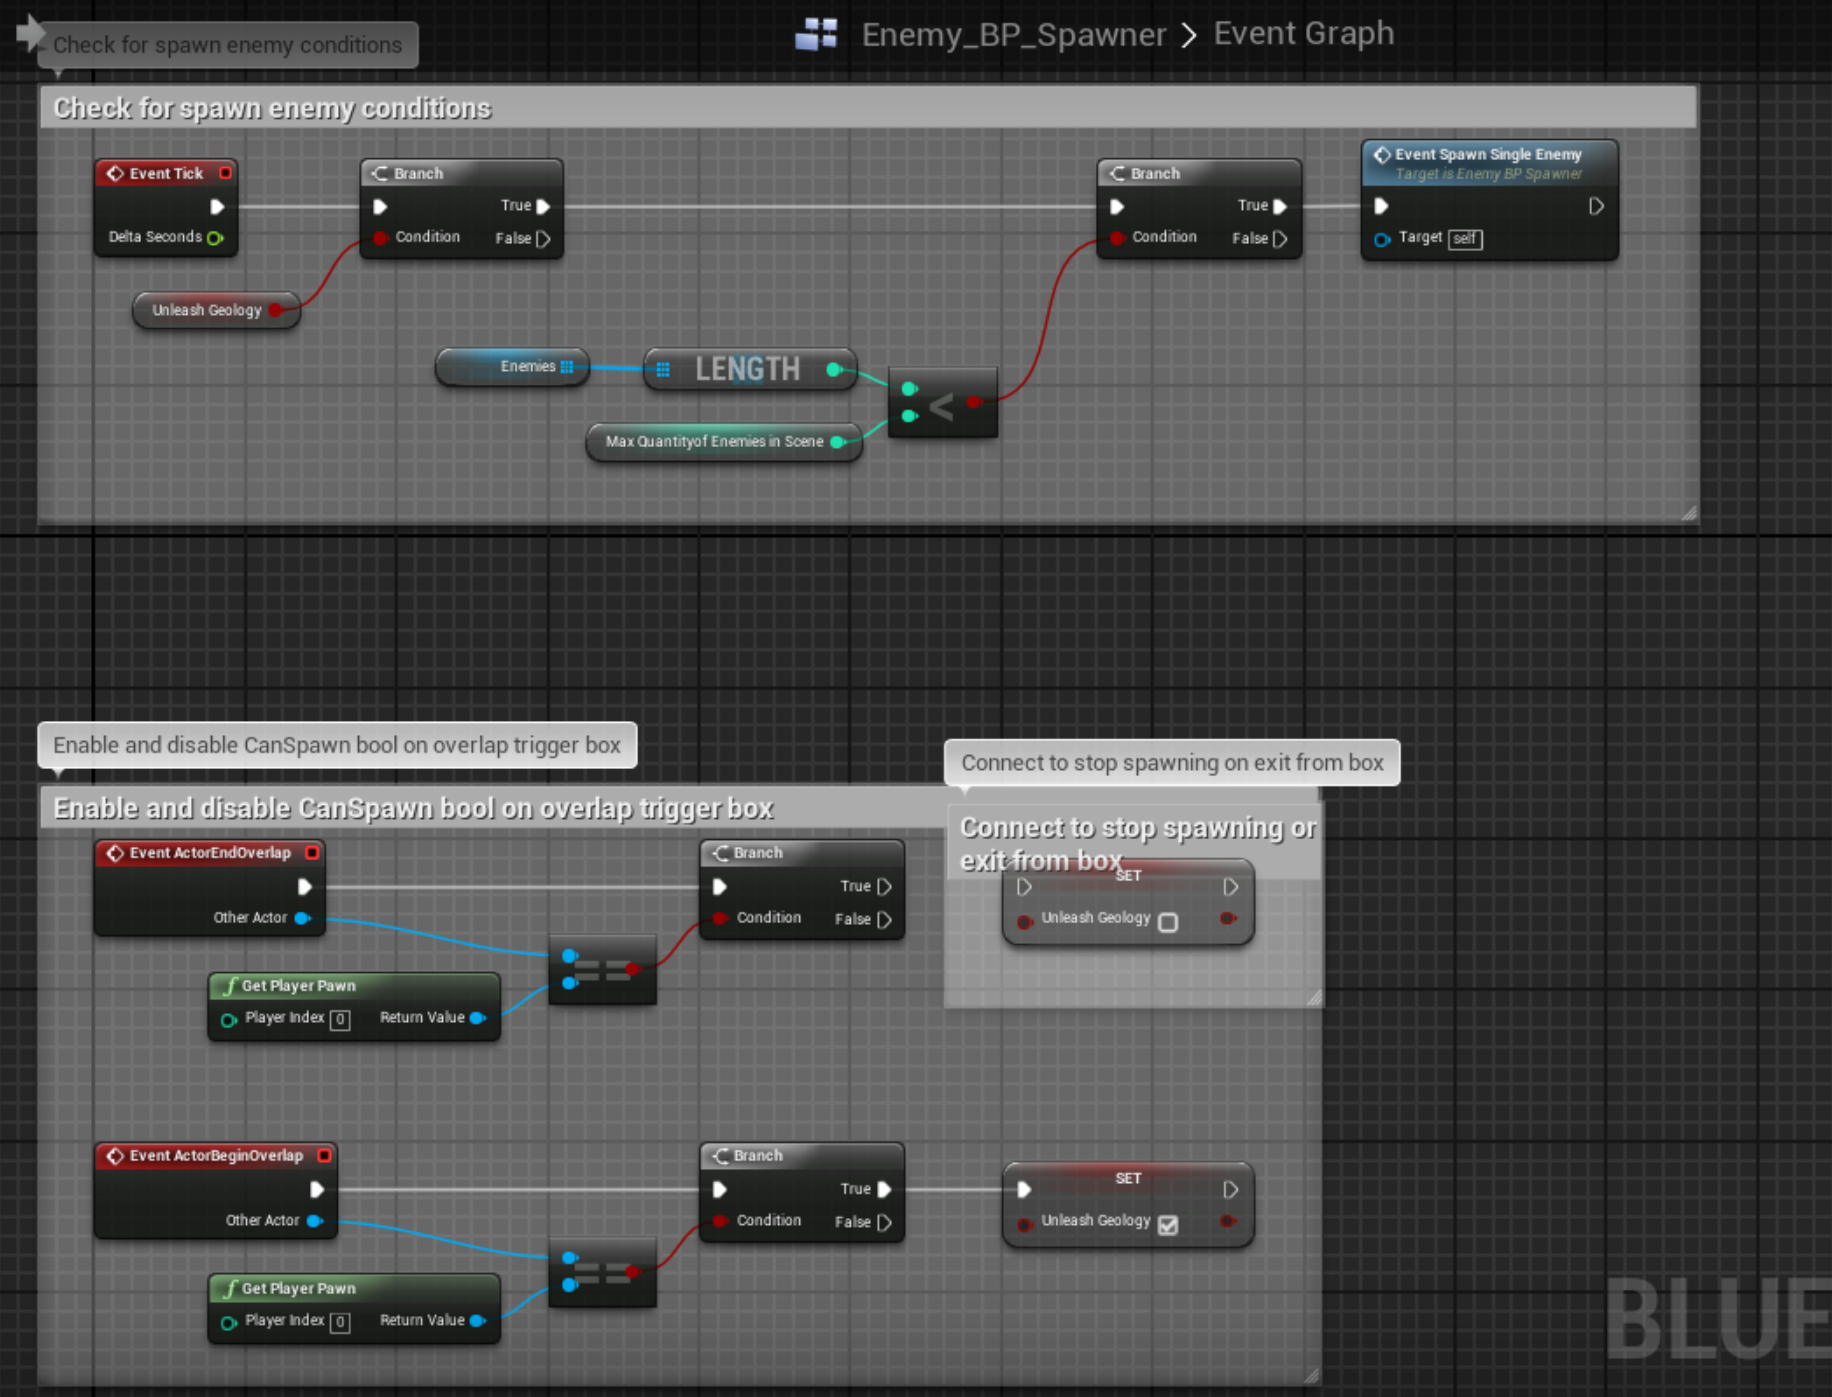 Check for spawn enemy conditions
Enemy_BP_Spawner > Event Graph
Check for spawn enemy conditions
Event Tick
Delta Seconds
Branch
True
Condition
False
Branch
True
Condition
False
Event Spawn Single Enemy
Target is Enemy BP Spawner
Target self
Unleash Geology
Enemies
LENGTH
<
Max Quantityof Enemies in Scene
Enable and disable CanSpawn bool on overlap trigger box
Connect to stop spawning on exit from box
Enable and disable CanSpawn bool on overlap trigger box
Connect to stop spawning or
exit from box
Event ActorEndOverlap
Other Actor
Branch
True
Condition
False
SET
Unleash Geology
==
Get Player Pawn
Player Index 0
Return Value
Event ActorBeginOverlap
Other Actor
Branch
True
Condition
False
SET
Unleash Geology
==
Get Player Pawn
Player Index 0
Return Value
BLUE